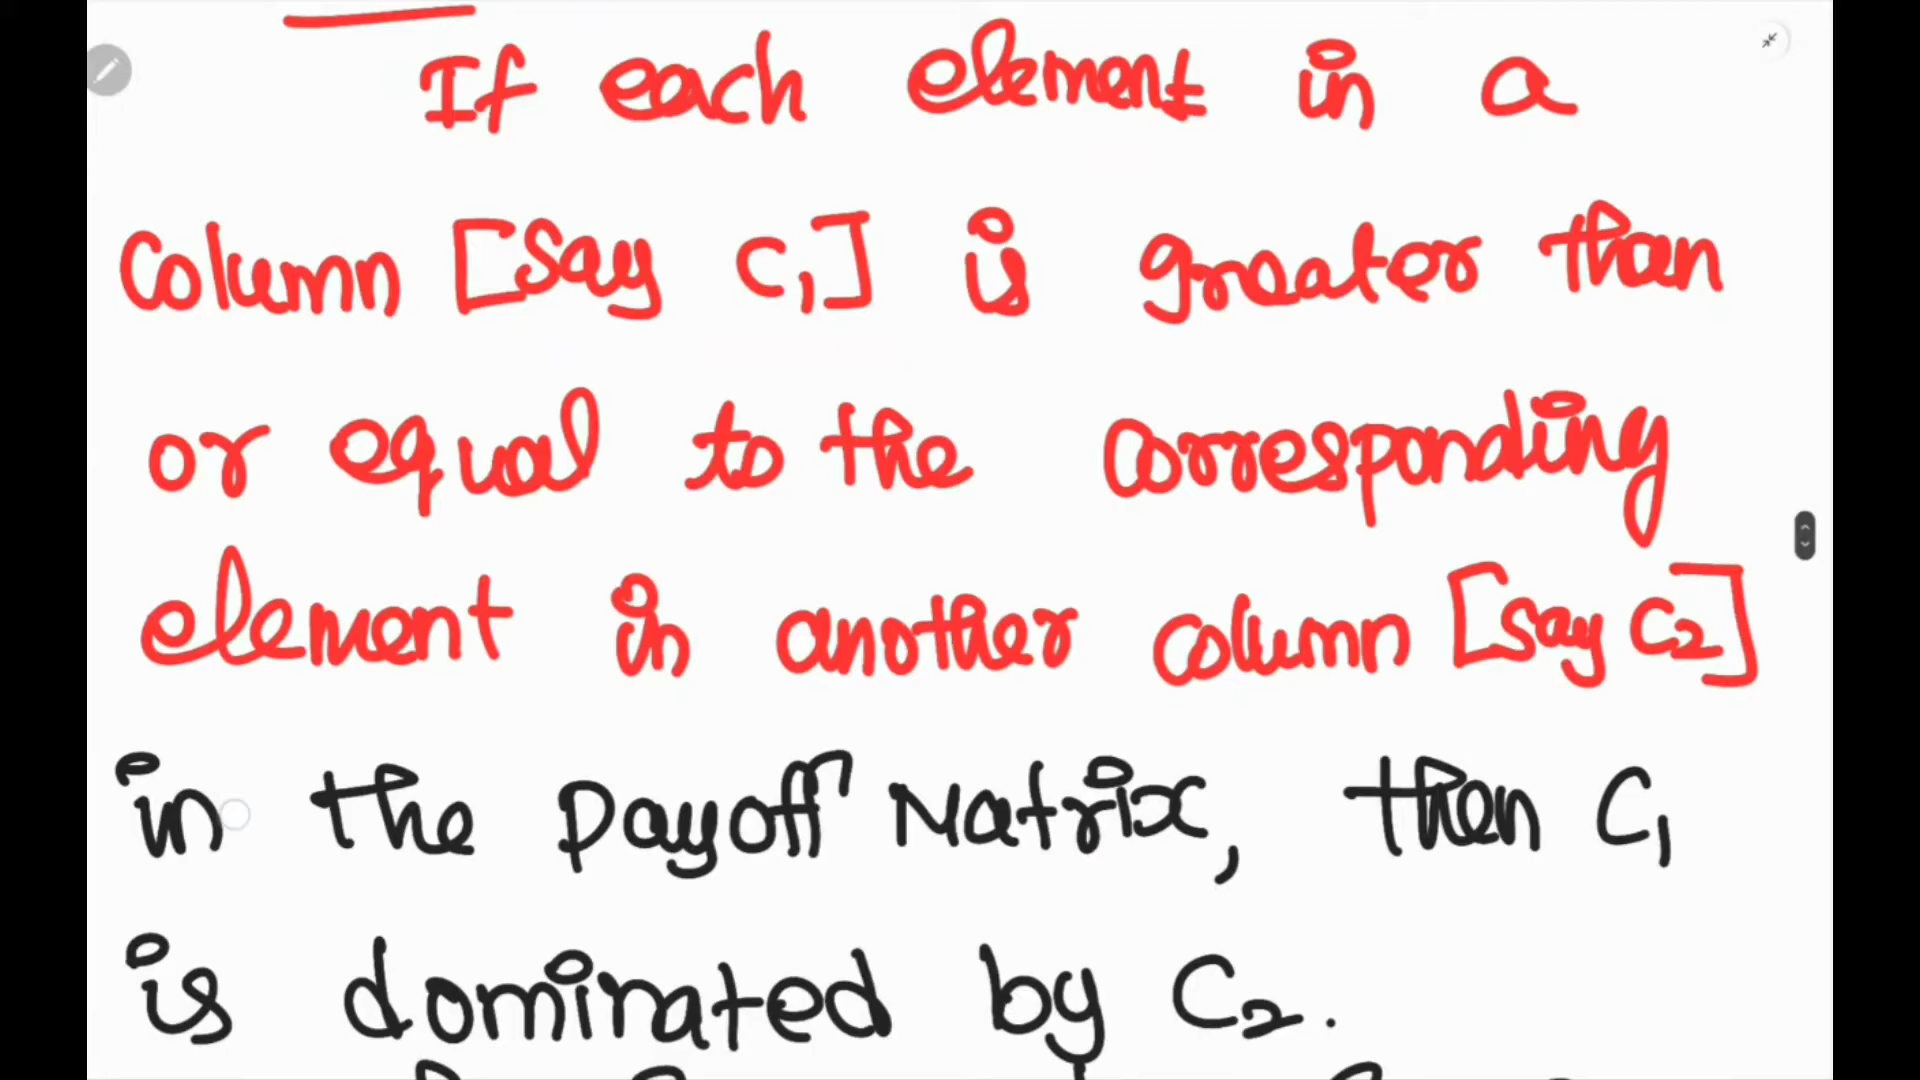 If each element in a
Column [Say C₁] is greater than
or equal to the corresponding
element in another column [say C₂]
in the Payoff Matrix, then C₁
is dominated by C₂.